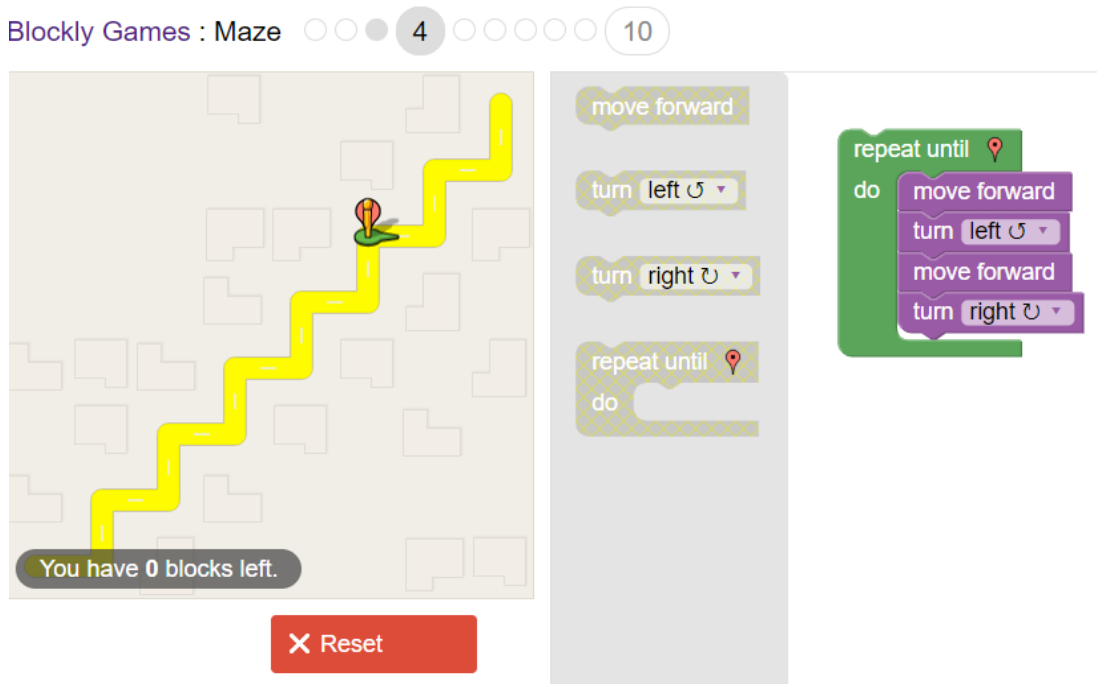 Blockly Games : Maze 4 10
move forward
turn left ↺ ▾
turn right ↻ ▾
repeat until
do
repeat until
do
move forward
turn left ↺ ▾
move forward
turn right ↻ ▾
You have 0 blocks left.
Reset